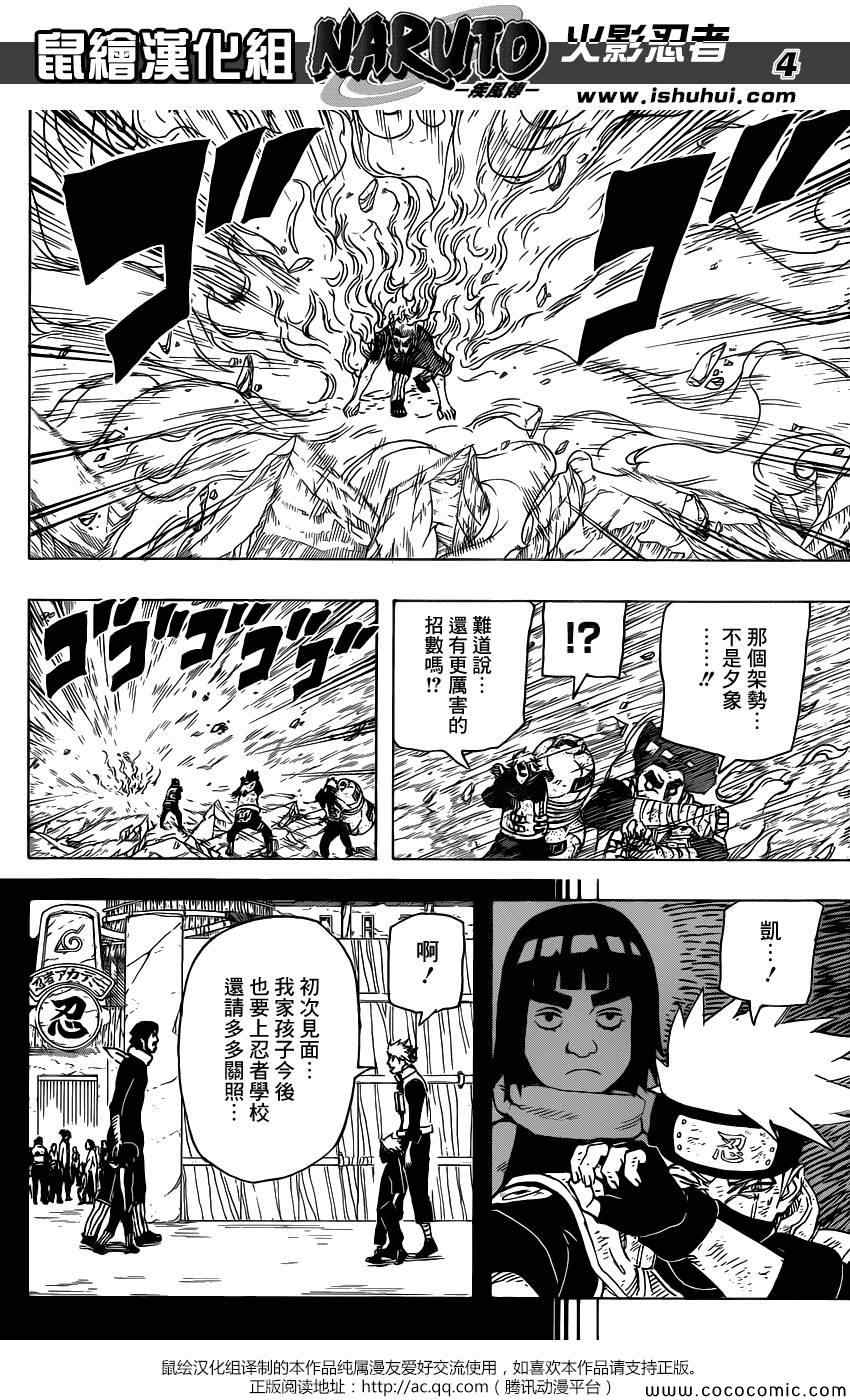 鼠繪漢化組
NARUTO
-疾風傳-
火影忍者
4
www.ishuhui.com
ゴゴ
那個架勢…
不是夕象
……!!
!?
難道說…
還有更厲害的
招數嗎!?
ゴゴゴゴゴ
凱…!
忍
啊!
初次見面…
我家孩子今後
也要上忍者學校
還請多多關照…
忍者アカデミー
忍
鼠绘汉化组译制的本作品纯属漫友爱好交流使用，如喜欢本作品请支持正版。
正版阅读地址：http://ac.qq.com（腾讯动漫平台）
www.cococomic.com